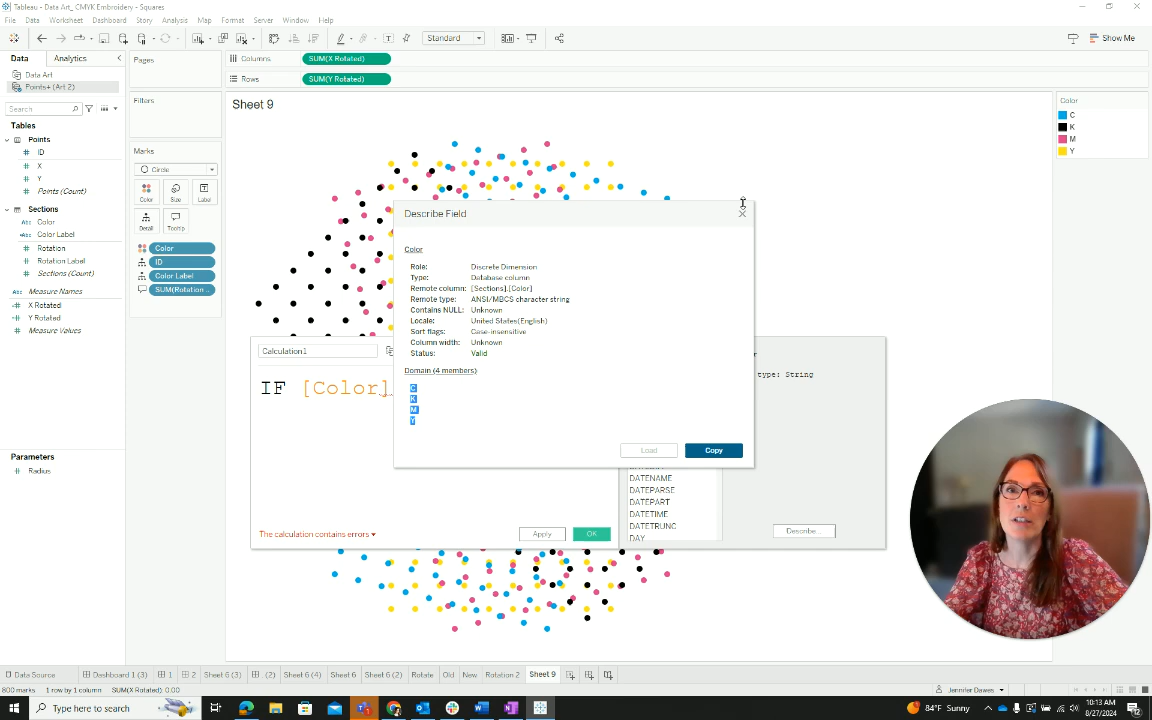 Tableau - Data Art_ CMYK Embroidery - Squares
File Data Worksheet Dashboard Story Analysis Map Format Server Window Help
Standard
Show Me
Data Analytics
Data Art
Points+ (Art 2)
Search
Tables
Points
ID
X
Y
Points (Count)
Sections
Abc Color
Abc Color Label
Rotation
Rotation Label
Sections (Count)
Abc Measure Names
X Rotated
Y Rotated
Measure Values
Parameters
Radius
Pages
Filters
Marks
Circle
Color Size Label
Detail Tooltip
Color
ID
Color Label
SUM(Rotation ..
Columns SUM(X Rotated)
Rows SUM(Y Rotated)
Sheet 9
Color
C
K
M
Y
Describe Field
Color
Role: Discrete Dimension
Type: Database column
Remote column: [Sections].[Color]
Remote type: ANSI/MBCS character string
Contains NULL: Unknown
Locale: United States(English)
Sort flags: Case-insensitive
Column width: Unknown
Status: Valid
Domain (4 members)
C
K
M
Y
Load Copy
Calculation1
IF [Color]
type: String
DATENAME
DATEPARSE
DATEPART
DATETIME
DATETRUNC
DAY
Describe...
The calculation contains errors
Apply OK
Data Source Dashboard 1 (3) 1 2 Sheet 6 (3) .. (2) Sheet 6 (4) Sheet 6 Sheet 6 (2) Rotate Old New Rotation 2 Sheet 9
800 marks 1 row by 1 column SUM(X Rotated): 0.00
Jennifer Dawes
Type here to search
84°F Sunny
10:13 AM
8/27/2024